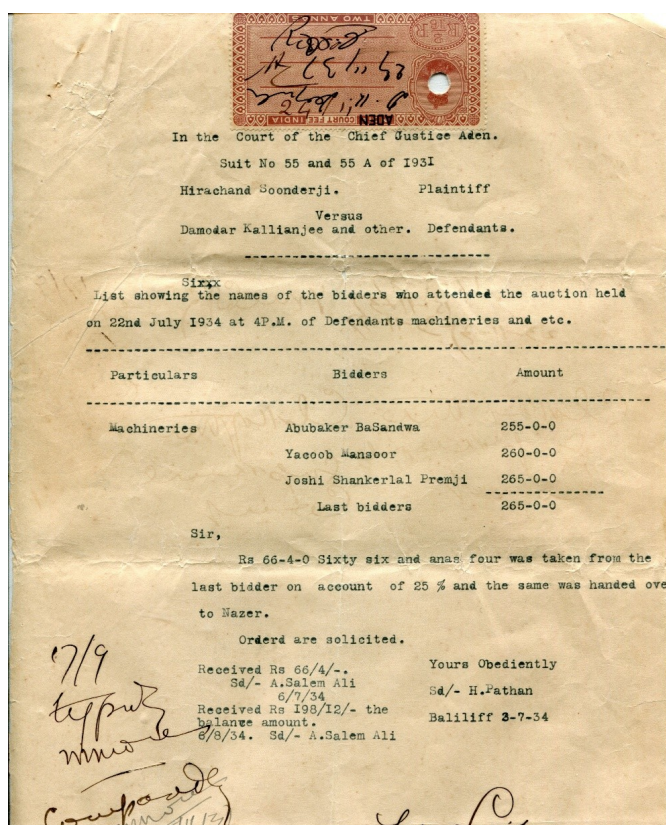 TWO ANNAS
COURT FEE INDIA
ADEN
In the Court of the Chief Justice Aden.
Suit No 55 and 55 A of I93I
Hirachand Soonderji. Plaintiff
Versus
Damodar Kallianjee and other. Defendants.
Sixxx
List showing the names of the bidders who attended the auction held
on 22nd July I934 at 4P.M. of Defendants machineries and etc.
Particulars Bidders Amount
Machineries Abubaker BaSandwa 255-0-0
Yacoob Mansoor 260-0-0
Joshi Shankerlal Premji 265-0-0
Last bidders 265-0-0
Sir,
Rs 66-4-0 Sixty six and anas four was taken from the
last bidder on account of 25 % and the same was handed ove
to Nazer.
Orderd are solicited.
Received Rs 66/4/-. Yours Obediently
Sd/- A.Salem Ali Sd/- H.Pathan
6/7/34
Received Rs I98/I2/- the
balanve amount. Baliliff 3-7-34
6/8/34. Sd/- A.Salem Ali